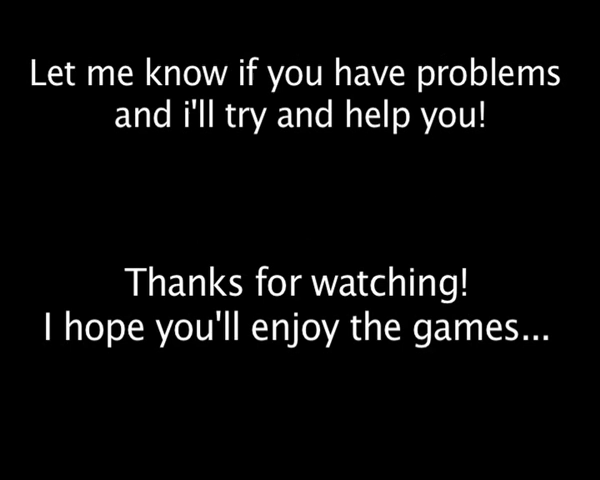 Let me know if you have problems
and i'll try and help you!
Thanks for watching!
I hope you'll enjoy the games...